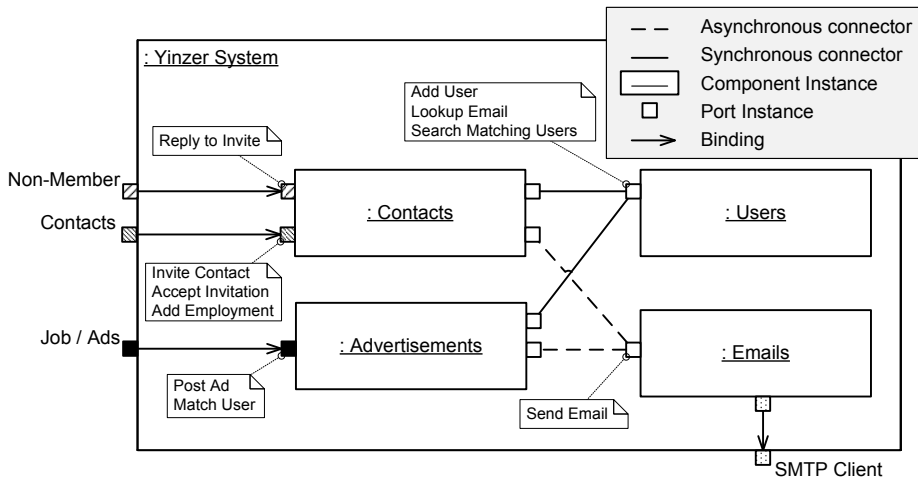 Asynchronous connector
Synchronous connector
Component Instance
Port Instance
Binding
: Yinzer System
Add User
Lookup Email
Search Matching Users
Reply to Invite
Non-Member
: Contacts
: Users
Contacts
Invite Contact
Accept Invitation
Add Employment
Job / Ads
: Advertisements
: Emails
Post Ad
Match User
Send Email
SMTP Client